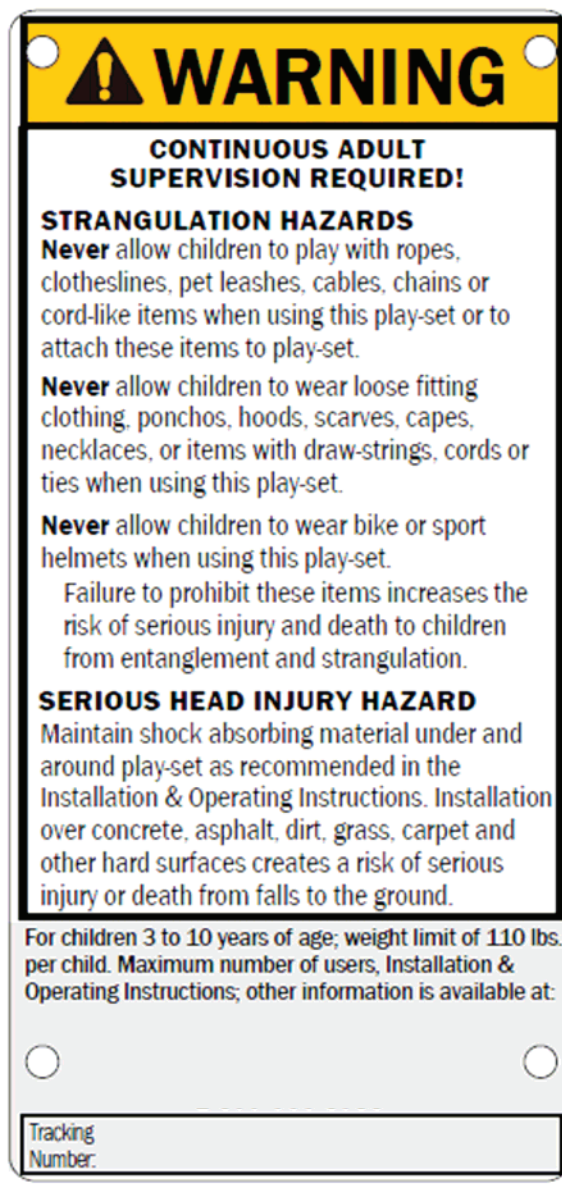 WARNING
CONTINUOUS ADULT
SUPERVISION REQUIRED!
STRANGULATION HAZARDS
Never allow children to play with ropes,
clotheslines, pet leashes, cables, chains or
cord-like items when using this play-set or to
attach these items to play-set.
Never allow children to wear loose fitting
clothing, ponchos, hoods, scarves, capes,
necklaces, or items with draw-strings, cords or
ties when using this play-set.
Never allow children to wear bike or sport
helmets when using this play-set.
Failure to prohibit these items increases the
risk of serious injury and death to children
from entanglement and strangulation.
SERIOUS HEAD INJURY HAZARD
Maintain shock absorbing material under and
around play-set as recommended in the
Installation & Operating Instructions. Installation
over concrete, asphalt, dirt, grass, carpet and
other hard surfaces creates a risk of serious
injury or death from falls to the ground.
For children 3 to 10 years of age; weight limit of 110 lbs.
per child. Maximum number of users, Installation &
Operating Instructions; other information is available at:
Tracking
Number: